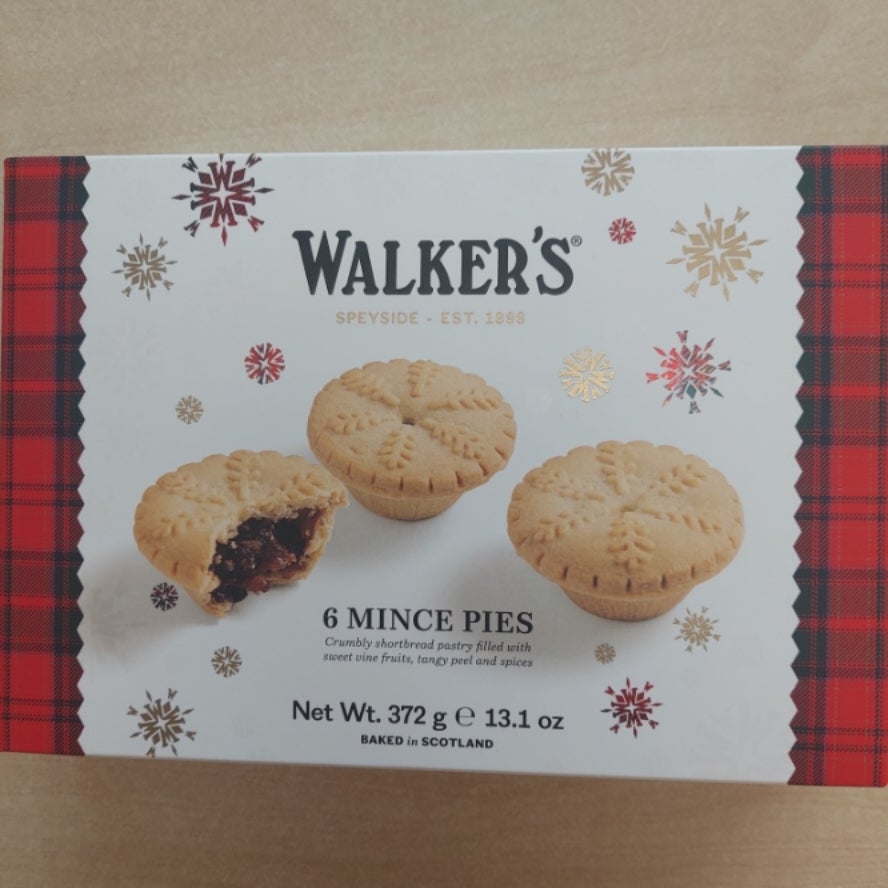 WALKER'S®
SPEYSIDE - EST. 1898
6 MINCE PIES
Crumbly shortbread pastry filled with
sweet vine fruits, tangy peel and spices
Net Wt. 372 g ℮ 13.1 oz
BAKED in SCOTLAND